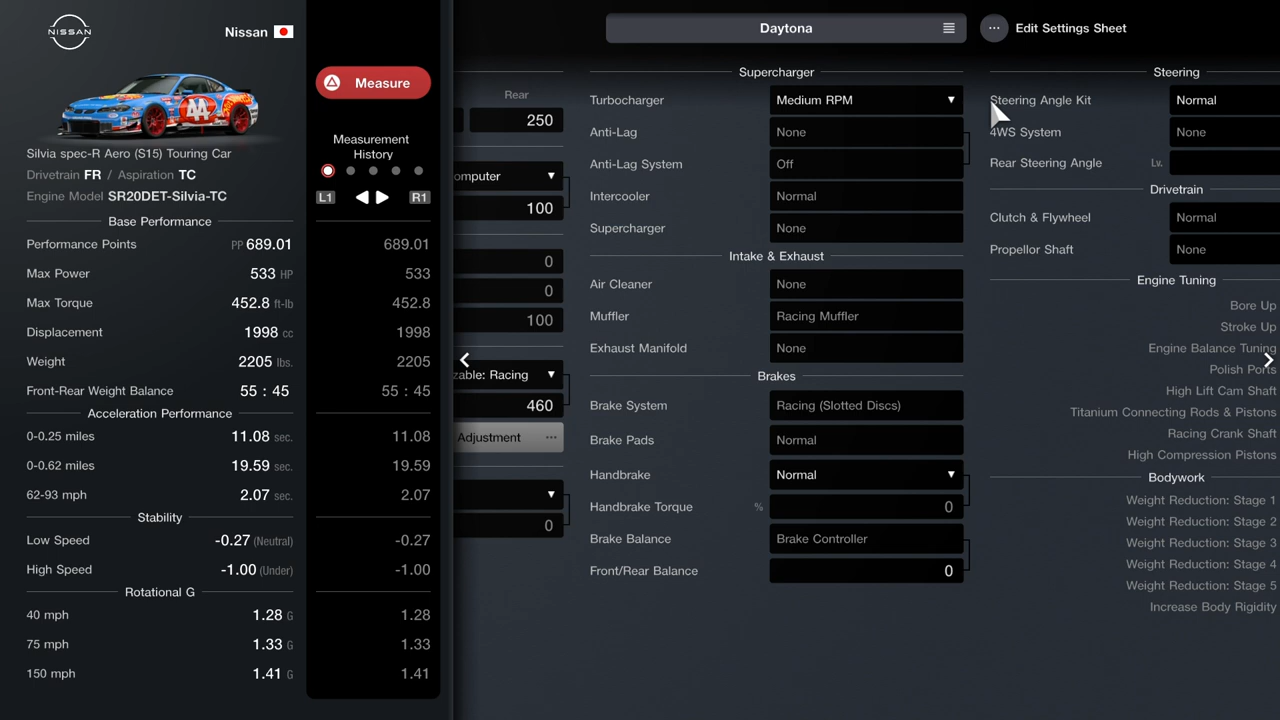 NISSAN
Nissan
Silvia spec-R Aero (S15) Touring Car
Drivetrain FR / Aspiration TC
Engine Model SR20DET-Silvia-TC
Base Performance
Performance Points PP 689.01
Max Power 533 HP
Max Torque 452.8 ft-lb
Displacement 1998 cc
Weight 2205 lbs.
Front-Rear Weight Balance 55 : 45
Acceleration Performance
0-0.25 miles 11.08 sec.
0-0.62 miles 19.59 sec.
62-93 mph 2.07 sec.
Stability
Low Speed -0.27 (Neutral)
High Speed -1.00 (Under)
Rotational G
40 mph 1.28 G
75 mph 1.33 G
150 mph 1.41 G
44
Measure
Measurement
History
L1 R1
689.01
533
452.8
1998
2205
55 : 45
11.08
19.59
2.07
-0.27
-1.00
1.28
1.33
1.41
Daytona
Edit Settings Sheet
Rear
250
omputer
100
0
0
100
zable: Racing
460
Adjustment ...
0
Supercharger
Turbocharger Medium RPM
Anti-Lag None
Anti-Lag System Off
Intercooler Normal
Supercharger None
Intake & Exhaust
Air Cleaner None
Muffler Racing Muffler
Exhaust Manifold None
Brakes
Brake System Racing (Slotted Discs)
Brake Pads Normal
Handbrake Normal
Handbrake Torque % 0
Brake Balance Brake Controller
Front/Rear Balance 0
Steering
Steering Angle Kit Normal
4WS System None
Rear Steering Angle Lv.
Drivetrain
Clutch & Flywheel Normal
Propellor Shaft None
Engine Tuning
Bore Up
Stroke Up
Engine Balance Tuning
Polish Ports
High Lift Cam Shaft
Titanium Connecting Rods & Pistons
Racing Crank Shaft
High Compression Pistons
Bodywork
Weight Reduction: Stage 1
Weight Reduction: Stage 2
Weight Reduction: Stage 3
Weight Reduction: Stage 4
Weight Reduction: Stage 5
Increase Body Rigidity